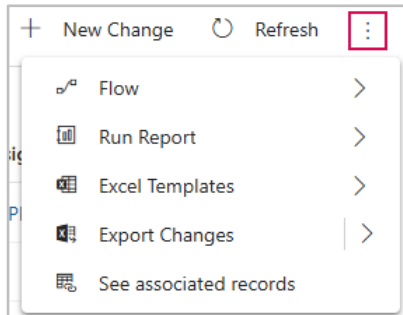 New Change Refresh
Flow
Run Report
Excel Templates
Export Changes
See associated records